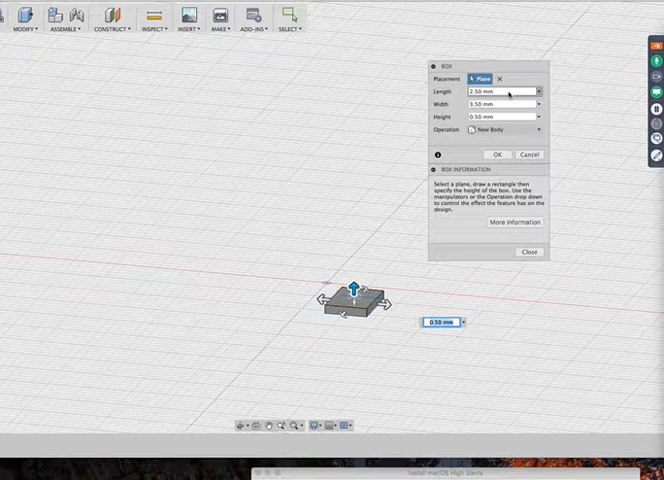 MODIFY
ASSEMBLE
CONSTRUCT
INSPECT
INSERT
MAKE
ADD-INS
SELECT
BOX
Placement
Plane
Length
2.50 mm
Width
3.50 mm
Height
0.50 mm
Operation
New Body
OK
Cancel
BOX INFORMATION
Select a plane, draw a rectangle then
specify the height of the box. Use the
manipulators or the Operation drop down
to control the effect the feature has on the
design.
More Information
Close
0.50 mm
Install macOS High Sierra